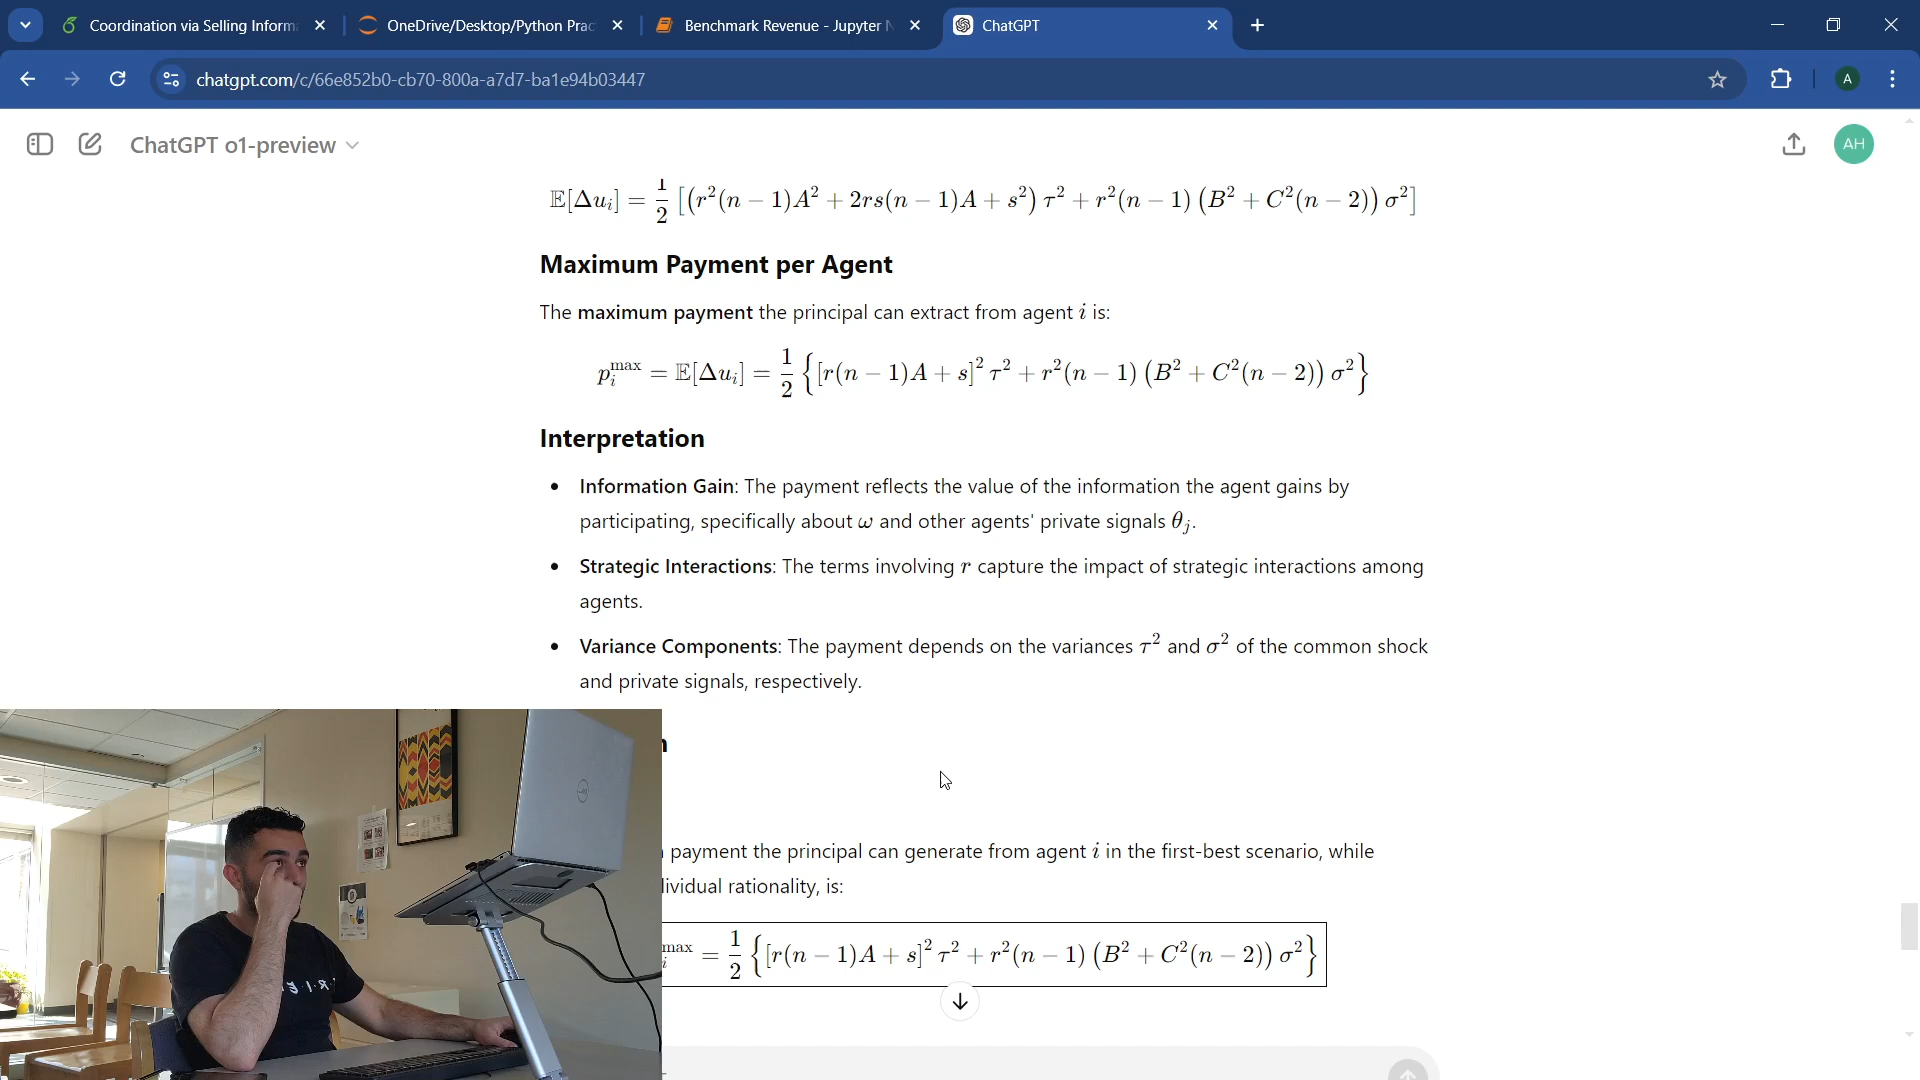 Coordination via Selling Inform
OneDrive/Desktop/Python Prac
Benchmark Revenue - Jupyter N
ChatGPT
chatgpt.com/c/66e852b0-cb70-800a-a7d7-ba1e94b03447
A
ChatGPT o1-preview
AH
𝔼[Δu_i] = 1/2 [(r²(n − 1)A² + 2rs(n − 1)A + s²) τ² + r²(n − 1) (B² + C²(n − 2)) σ²]
Maximum Payment per Agent
The maximum payment the principal can extract from agent i is:
p_i^max = 𝔼[Δu_i] = 1/2 {[r(n − 1)A + s]² τ² + r²(n − 1) (B² + C²(n − 2)) σ²}
Interpretation
• Information Gain: The payment reflects the value of the information the agent gains by
participating, specifically about ω and other agents' private signals θ_j.
• Strategic Interactions: The terms involving r capture the impact of strategic interactions among
agents.
• Variance Components: The payment depends on the variances τ² and σ² of the common shock
and private signals, respectively.
payment the principal can generate from agent i in the first-best scenario, while
dividual rationality, is:
_i^max = 1/2 {[r(n − 1)A + s]² τ² + r²(n − 1) (B² + C²(n − 2)) σ²}